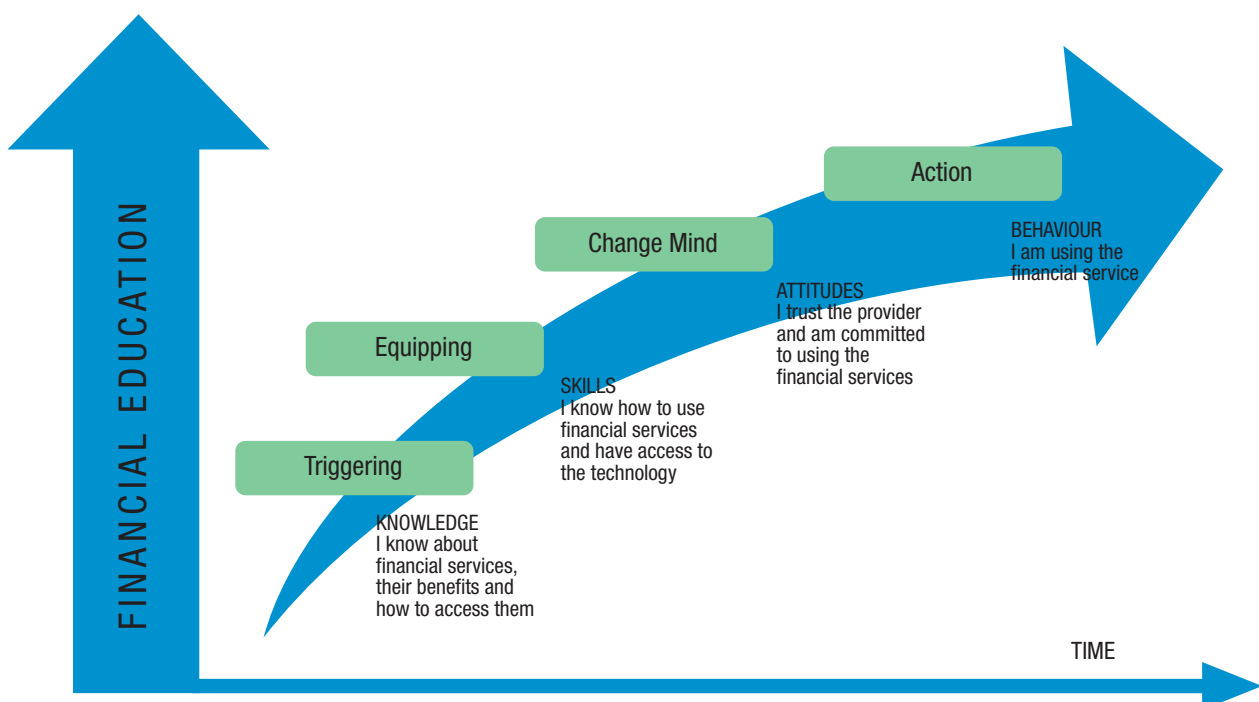 FINANCIAL EDUCATION
Action
BEHAVIOUR
I am using the
financial service
Change Mind
ATTITUDES
I trust the provider
and am committed
to using the
financial services
Equipping
SKILLS
I know how to use
financial services
and have access to
the technology
Triggering
KNOWLEDGE
I know about
financial services,
their benefits and
how to access them
TIME